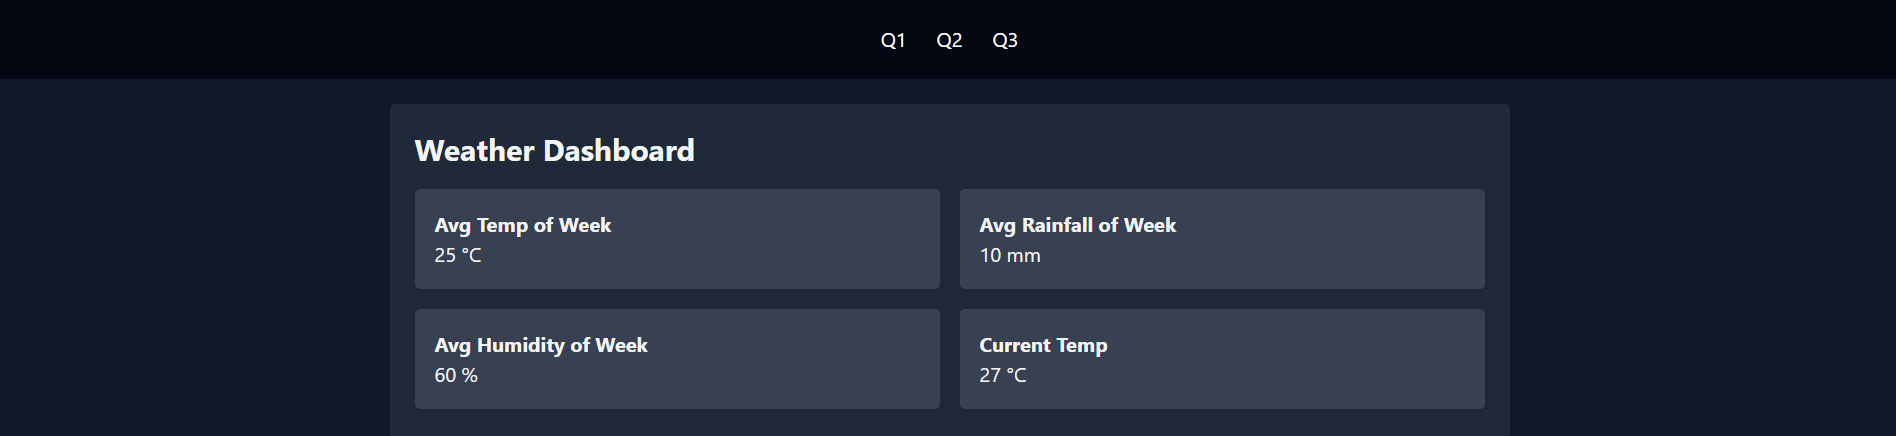 Q1 Q2 Q3
Weather Dashboard
Avg Temp of Week
25 °C
Avg Rainfall of Week
10 mm
Avg Humidity of Week
60 %
Current Temp
27 °C